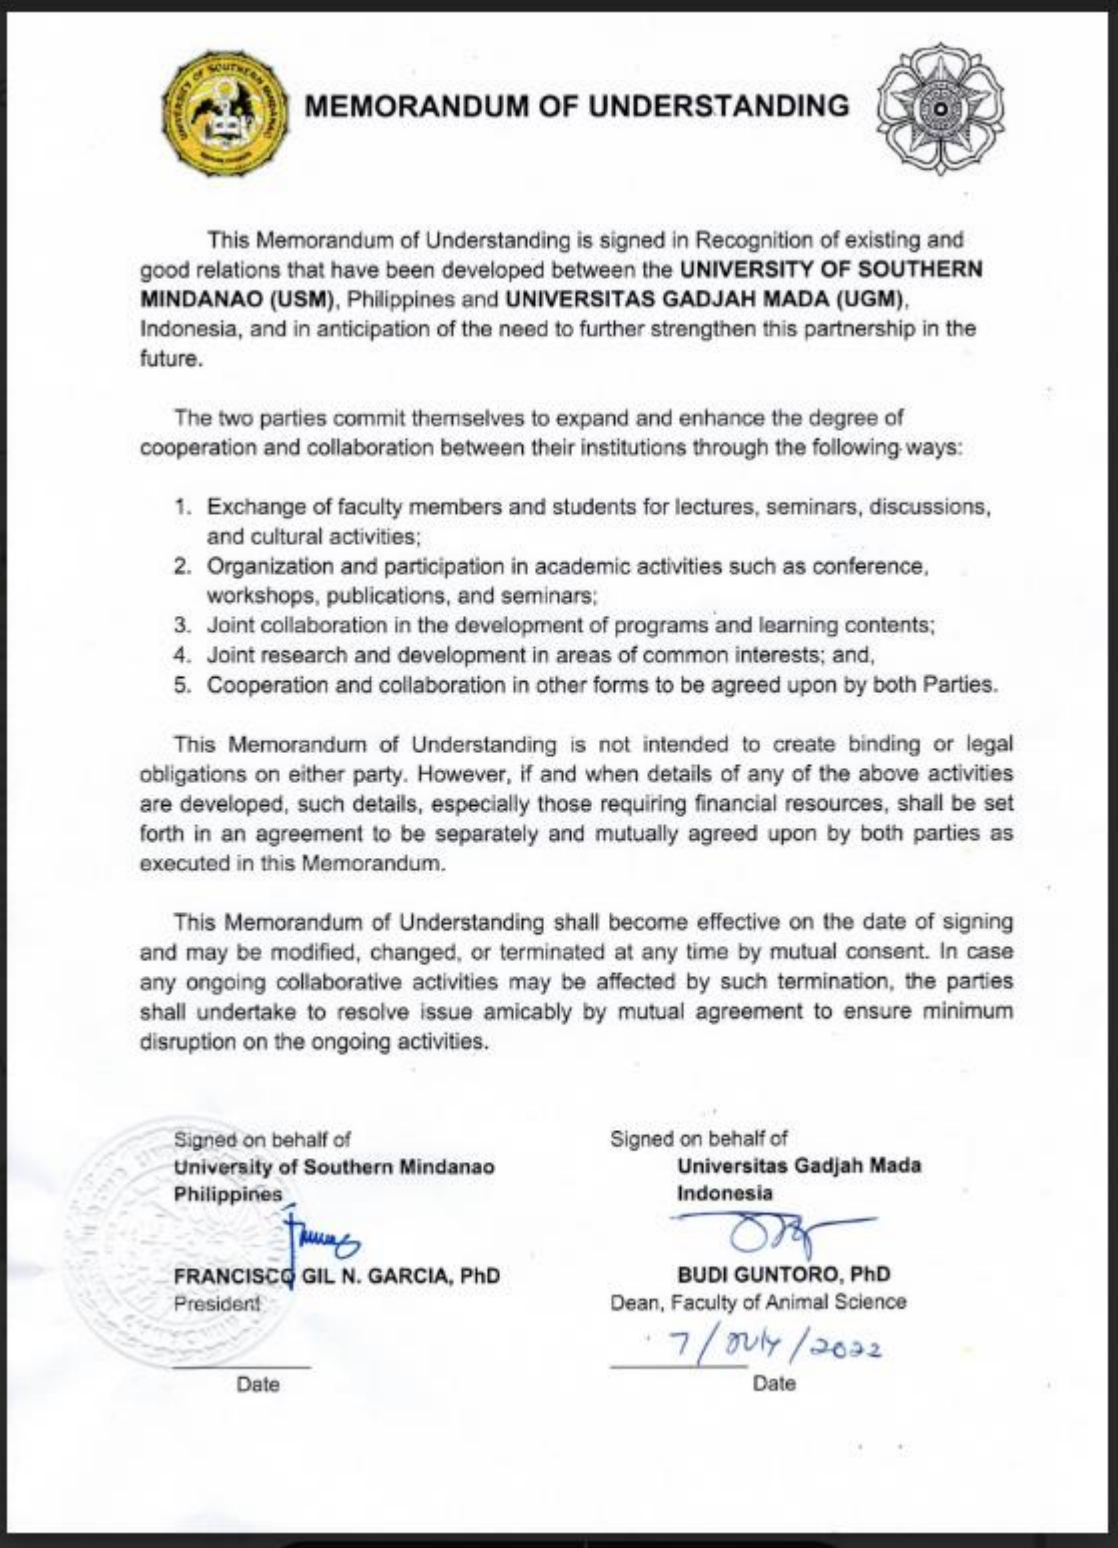 UNIVERSITY OF SOUTHERN MINDANAO
MEMORANDUM OF UNDERSTANDING
This Memorandum of Understanding is signed in Recognition of existing and
good relations that have been developed between the UNIVERSITY OF SOUTHERN
MINDANAO (USM), Philippines and UNIVERSITAS GADJAH MADA (UGM),
Indonesia, and in anticipation of the need to further strengthen this partnership in the
future.
The two parties commit themselves to expand and enhance the degree of
cooperation and collaboration between their institutions through the following ways:
1. Exchange of faculty members and students for lectures, seminars, discussions,
and cultural activities;
2. Organization and participation in academic activities such as conference,
workshops, publications, and seminars;
3. Joint collaboration in the development of programs and learning contents;
4. Joint research and development in areas of common interests; and,
5. Cooperation and collaboration in other forms to be agreed upon by both Parties.
This Memorandum of Understanding is not intended to create binding or legal
obligations on either party. However, if and when details of any of the above activities
are developed, such details, especially those requiring financial resources, shall be set
forth in an agreement to be separately and mutually agreed upon by both parties as
executed in this Memorandum.
This Memorandum of Understanding shall become effective on the date of signing
and may be modified, changed, or terminated at any time by mutual consent. In case
any ongoing collaborative activities may be affected by such termination, the parties
shall undertake to resolve issue amicably by mutual agreement to ensure minimum
disruption on the ongoing activities.
Signed on behalf of
University of Southern Mindanao
Philippines
FRANCISCO GIL N. GARCIA, PhD
President
Date
Signed on behalf of
Universitas Gadjah Mada
Indonesia
BUDI GUNTORO, PhD
Dean, Faculty of Animal Science
7/July/2022
Date